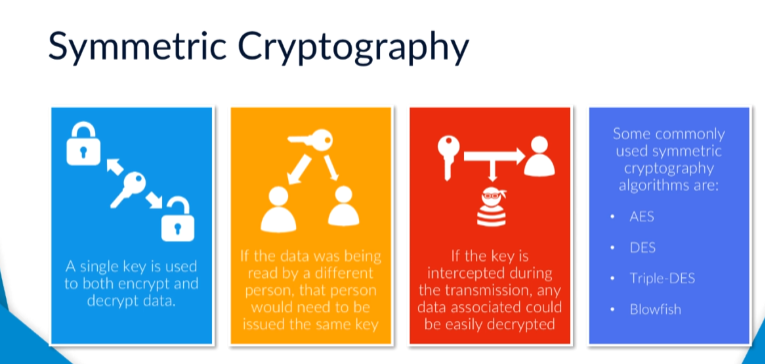 Symmetric Cryptography
A single key is used
to both encrypt and
decrypt data.
If the data was being
read by a different
person, that person
would need to be
issued the same key
If the key is
intercepted during
the transmission, any
data associated could
be easily decrypted
Some commonly
used symmetric
cryptography
algorithms are:
• AES
• DES
• Triple-DES
• Blowfish